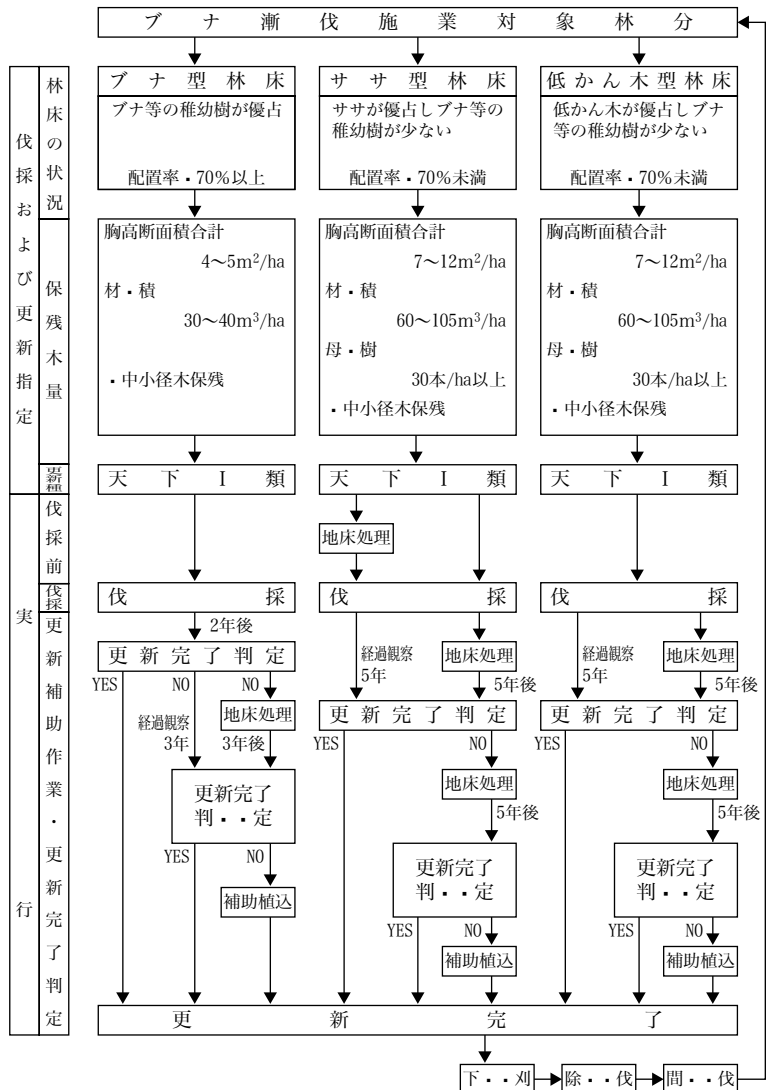 ブナ漸伐施業対象林分
伐採および更新指定
林床の状況
ブナ型林床
ブナ等の稚幼樹が優占
配置率・70%以上
ササ型林床
ササが優占しブナ等の
稚幼樹が少ない
配置率・70%未満
低かん木型林床
低かん木が優占しブナ
等の稚幼樹が少ない
配置率・70%未満
保残木量
胸高断面積合計
4〜5m²/ha
材・積
30〜40m³/ha
・中小径木保残
胸高断面積合計
7〜12m²/ha
材・積
60〜105m³/ha
母・樹
30本/ha以上
・中小径木保残
胸高断面積合計
7〜12m²/ha
材・積
60〜105m³/ha
母・樹
30本/ha以上
・中小径木保残
更新種
天下Ⅰ類
天下Ⅰ類
天下Ⅰ類
実行
伐採前
地床処理
伐採
伐採
伐採
伐採
更新補助作業・更新完了判定
2年後
更新完了判定
YES
NO
NO
経過観察
3年
地床処理
3年後
更新完了
判・・定
YES
NO
補助植込
経過観察
5年
地床処理
5年後
更新完了判定
YES
NO
地床処理
5年後
更新完了
判・・定
YES
NO
補助植込
経過観察
5年
地床処理
5年後
更新完了判定
YES
NO
地床処理
5年後
更新完了
判・・定
YES
NO
補助植込
更新完了
下・・刈
除・・伐
間・・伐